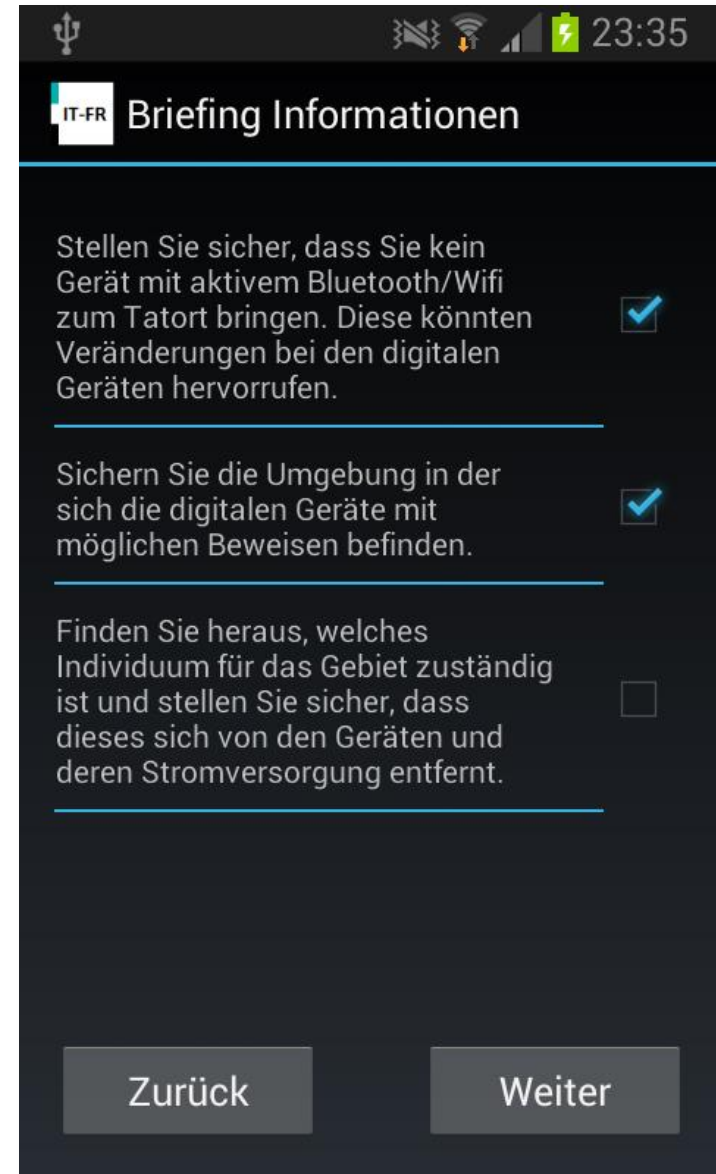 23:35
IT-FR Briefing Informationen
Stellen Sie sicher, dass Sie kein
Gerät mit aktivem Bluetooth/Wifi
zum Tatort bringen. Diese könnten
Veränderungen bei den digitalen
Geräten hervorrufen.
Sichern Sie die Umgebung in der
sich die digitalen Geräte mit
möglichen Beweisen befinden.
Finden Sie heraus, welches
Individuum für das Gebiet zuständig
ist und stellen Sie sicher, dass
dieses sich von den Geräten und
deren Stromversorgung entfernt.
Zurück Weiter